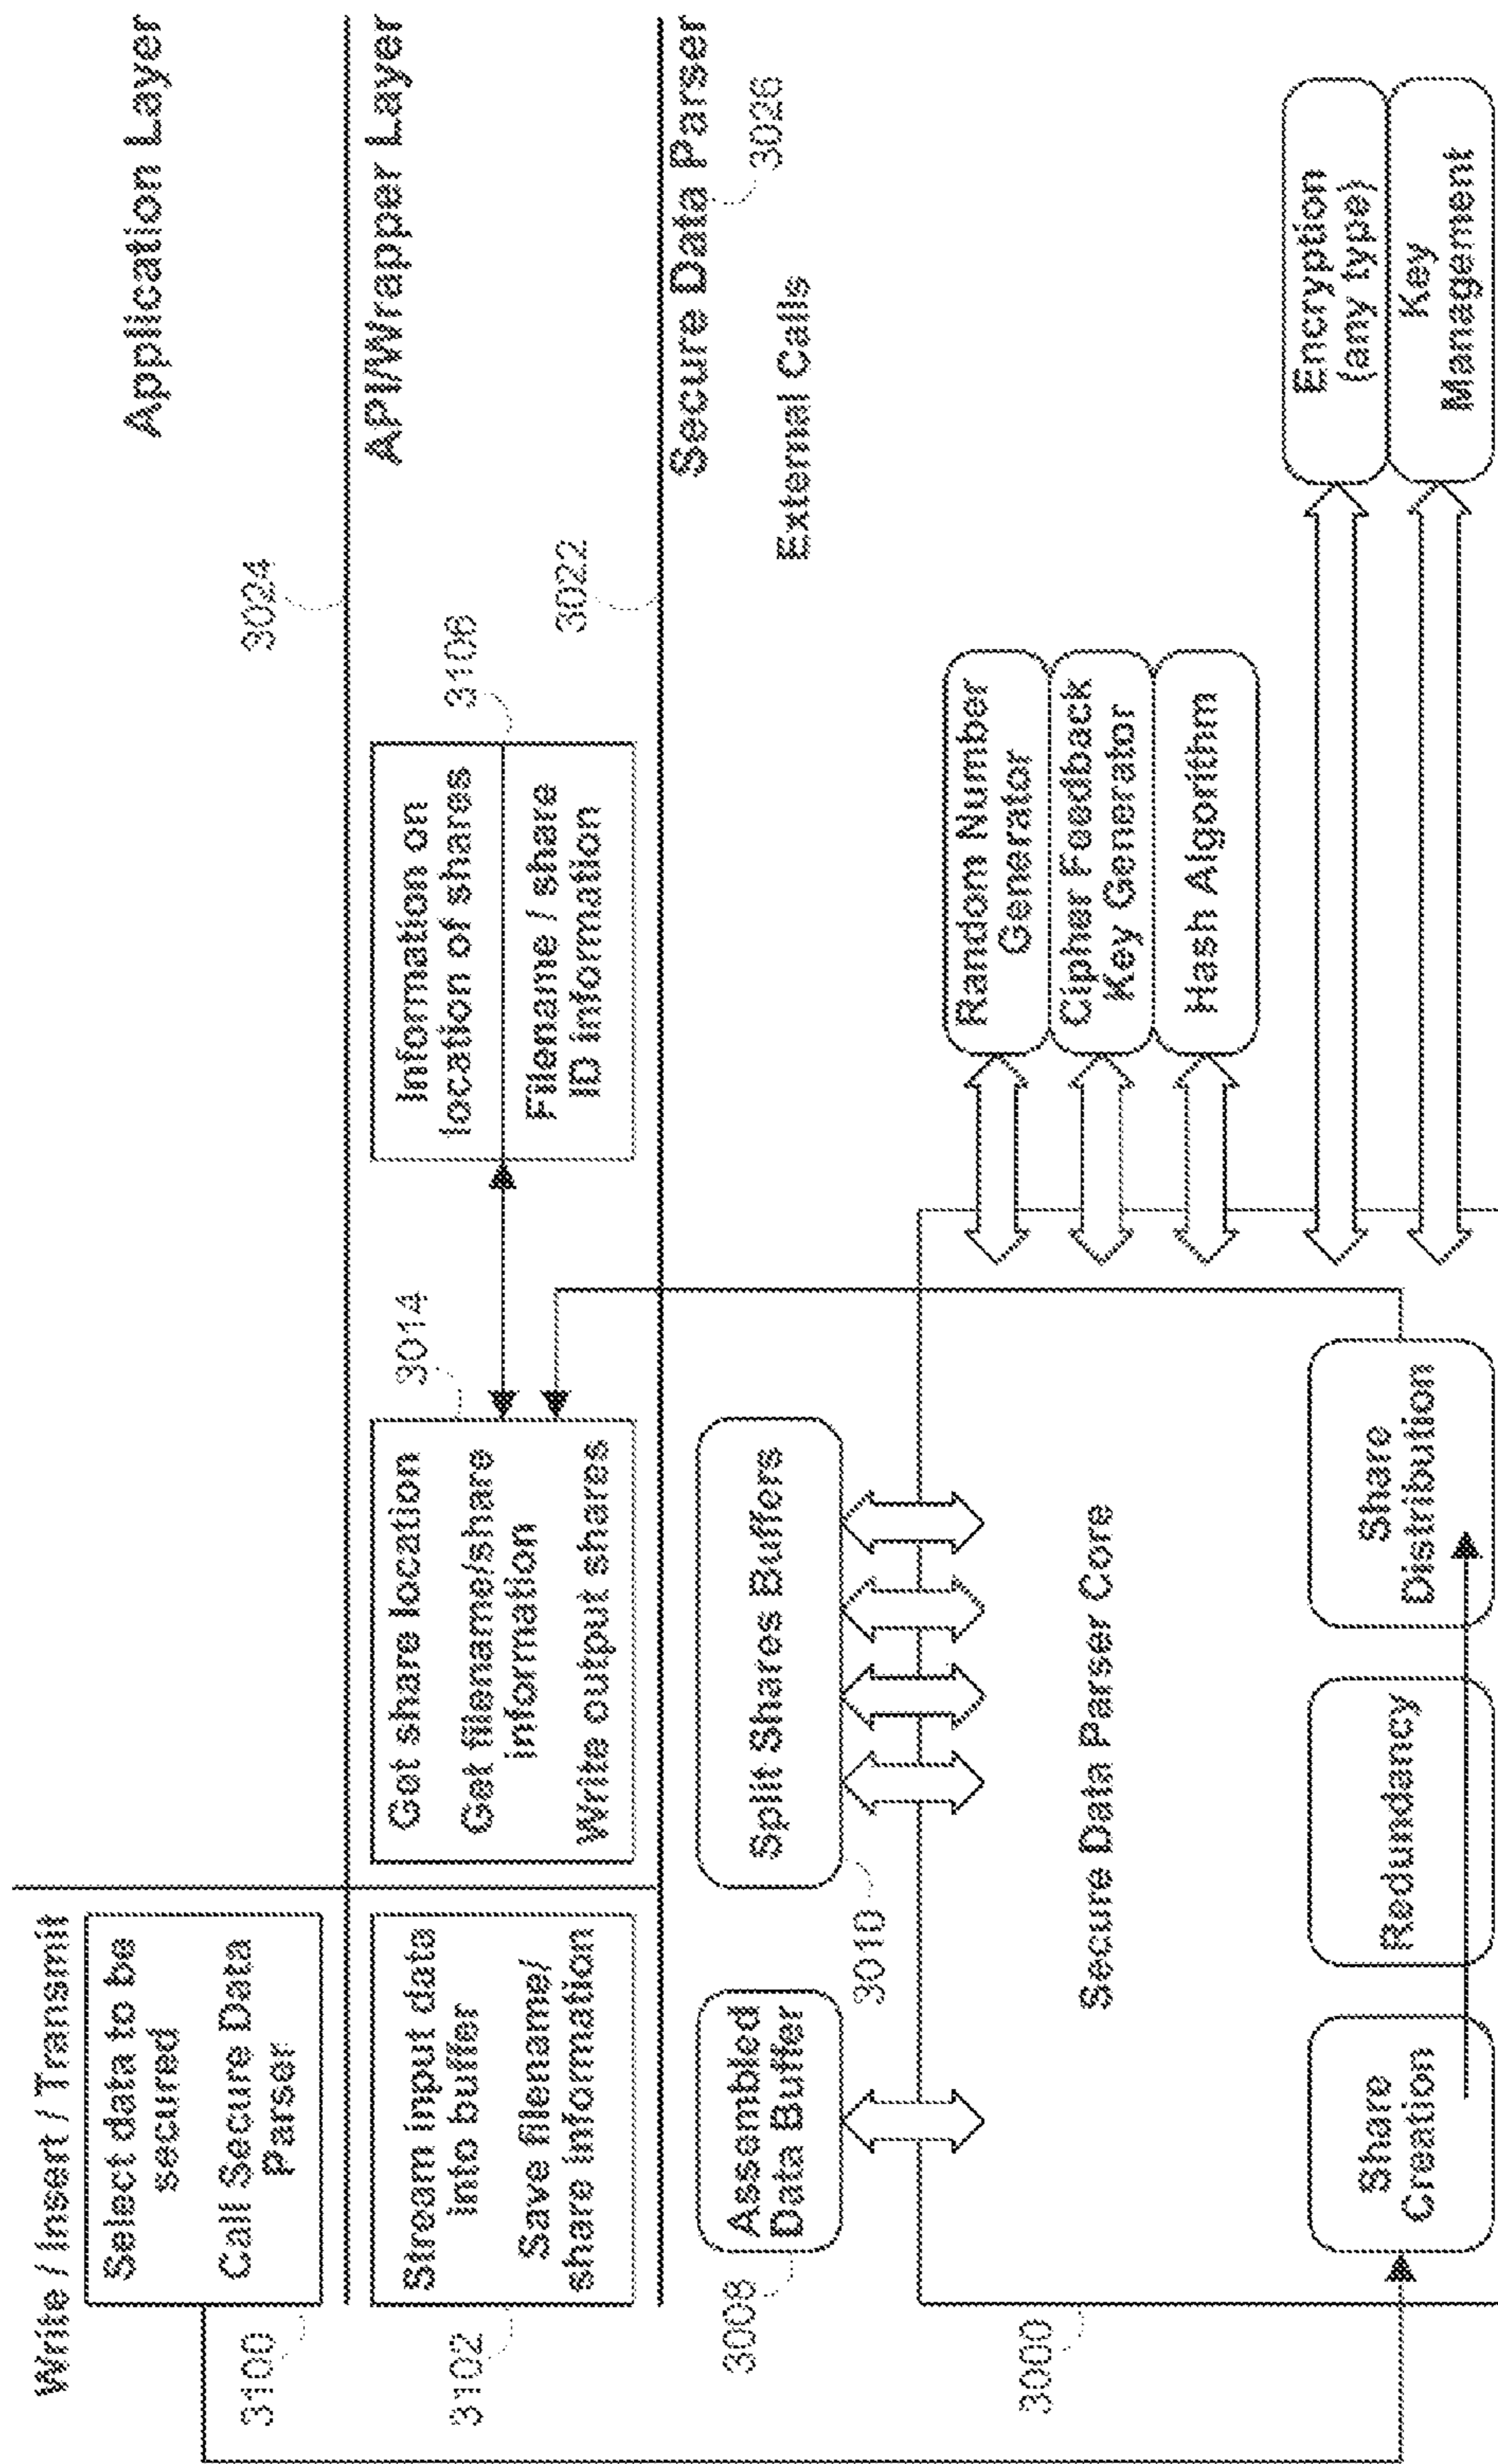 Write / Insert / Transmit
Application Layer
Select data to be
secured
Call Secure Data
Parser
3100
3024
API/Wrapper Layer
Stream input data
into buffer
Save filename/
share information
3102
Get share location
Get filename/share
information
Write output shares
3014
Information on
location of shares
Filename / share
ID information
3106
3022
Secure Data Parser
3026
External Calls
Assembled
Data Buffer
3008
Split Shares Buffers
3010
Secure Data Parser Core
3000
Random Number
Generator
Cipher Feedback
Key Generator
Hash Algorithm
Encryption
(any type)
Key
Management
Share
Creation
Redundancy
Share
Distribution